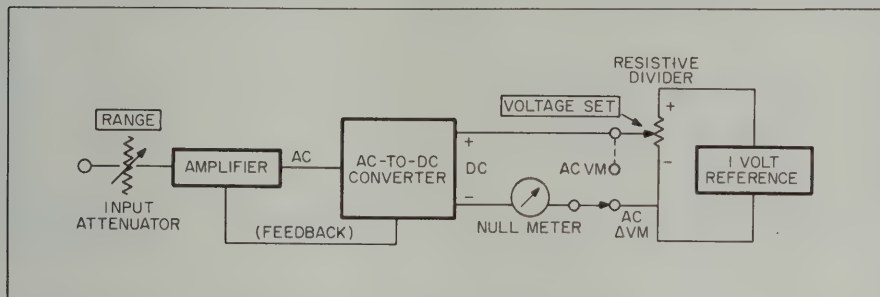 RESISTIVE
DIVIDER
VOLTAGE SET
RANGE
AMPLIFIER
AC
AC-TO-DC
CONVERTER
+
DC
-
AC VM
+
-
1 VOLT
REFERENCE
INPUT
ATTENUATOR
(FEEDBACK)
NULL METER
AC
ΔVM